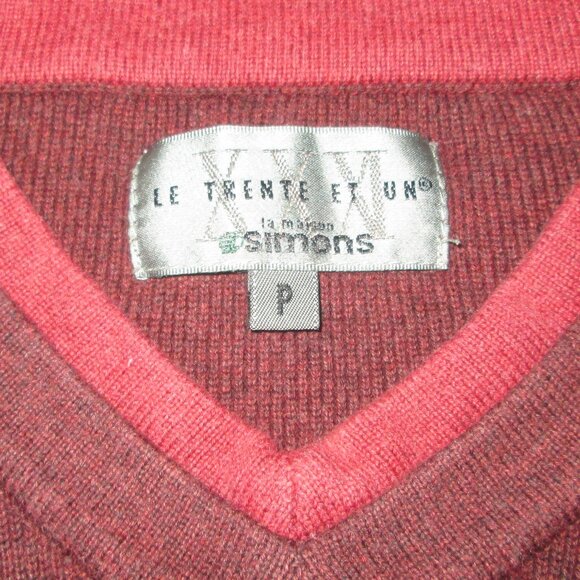 XXXI
LE TRENTE ET UN®
la maison
simons
P